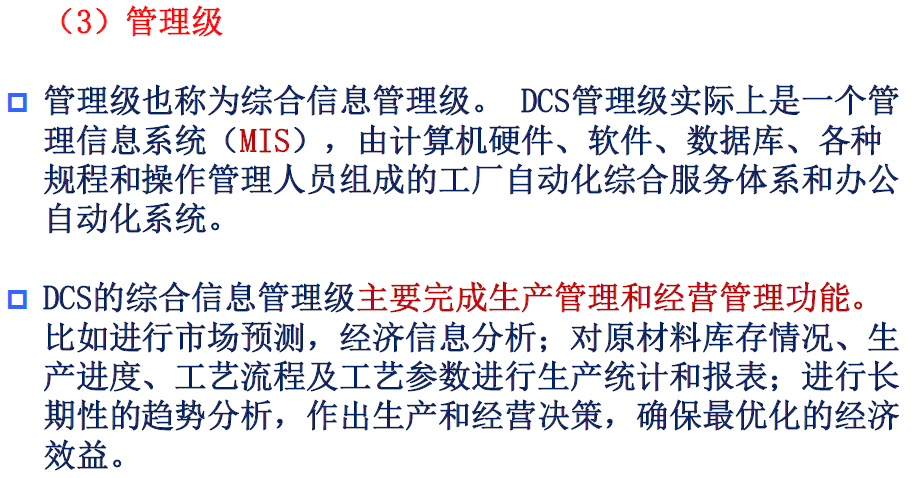 （3）管理级
管理级也称为综合信息管理级。 DCS管理级实际上是一个管
理信息系统（MIS），由计算机硬件、软件、数据库、各种
规程和操作管理人员组成的工厂自动化综合服务体系和办公
自动化系统。
DCS的综合信息管理级主要完成生产管理和经营管理功能。
比如进行市场预测，经济信息分析；对原材料库存情况、生
产进度、工艺流程及工艺参数进行生产统计和报表；进行长
期性的趋势分析，作出生产和经营决策，确保最优化的经济
效益。